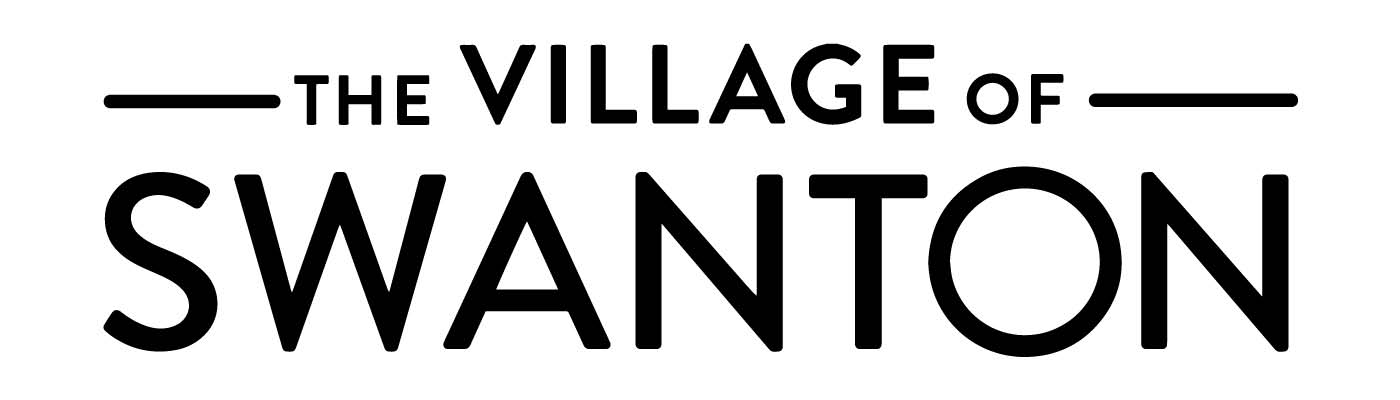 THE VILLAGE OF
SWANTON